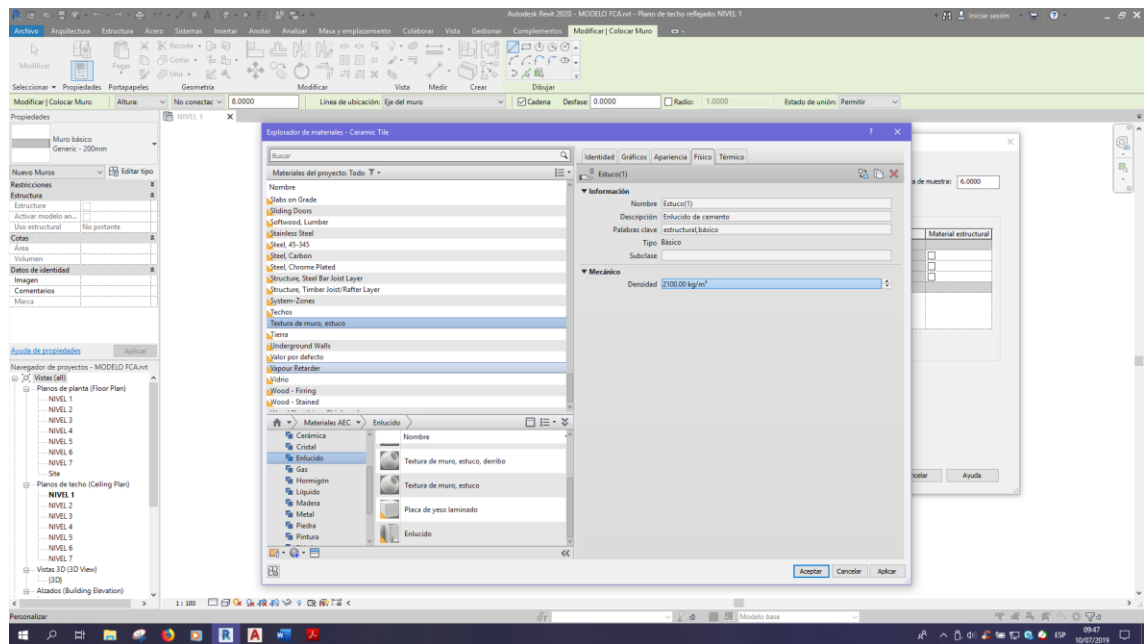 Autodesk Revit 2020 - MODELO FCA.rvt - Plano de techo reflejado: NIVEL 1
Iniciar sesión
Archivo Arquitectura Estructura Acero Sistemas Insertar Anotar Analizar Masa y emplazamiento Colaborar Vista Gestionar Complementos Modificar | Colocar Muro
Modificar
Pegar
Recorte
Cortar
Unir
Seleccionar Propiedades Portapapeles Geometría Modificar Vista Medir Crear Dibujar
Modificar | Colocar Muro Altura: No conectac 8.0000 Línea de ubicación: Eje del muro Cadena Desfase: 0.0000 Radio: 1.0000 Estado de unión: Permitir
Propiedades
NIVEL 1
Muro básico
Generic - 200mm
Nuevo Muros Editar tipo
Restricciones
Estructura
Estructura
Activar modelo an...
Uso estructural No portante
Cotas
Área
Volumen
Datos de identidad
Imagen
Comentarios
Marca
Ayuda de propiedades Aplicar
Navegador de proyectos - MODELO FCA.rvt
Vistas (all)
Planos de planta (Floor Plan)
NIVEL 1
NIVEL 2
NIVEL 3
NIVEL 4
NIVEL 5
NIVEL 6
NIVEL 7
Site
Planos de techo (Ceiling Plan)
NIVEL 1
NIVEL 2
NIVEL 3
NIVEL 4
NIVEL 5
NIVEL 6
NIVEL 7
Vistas 3D (3D View)
{3D}
Alzados (Building Elevation)
Explorador de materiales - Ceramic Tile
Buscar
Materiales del proyecto: Todo
Nombre
Slabs on Grade
Sliding Doors
Softwood, Lumber
Stainless Steel
Steel, 45-345
Steel, Carbon
Steel, Chrome Plated
Structure, Steel Bar Joist Layer
Structure, Timber Joist/Rafter Layer
System-Zones
Techos
Textura de muro, estuco
Tierra
Underground Walls
Valor por defecto
Vapour Retarder
Vidrio
Wood - Firring
Wood - Stained
Materiales AEC Enlucido
Cerámica
Cristal
Enlucido
Gas
Hormigón
Líquido
Madera
Metal
Piedra
Pintura
Nombre
Textura de muro, estuco, derribo
Textura de muro, estuco
Placa de yeso laminado
Enlucido
Identidad Gráficos Apariencia Físico Térmico
0 Estuco(1)
Información
Nombre Estuco(1)
Descripción Enlucido de cemento
Palabras clave estructural,básico
Tipo Básico
Subclase
Mecánico
Densidad 2100.00 kg/m³
Aceptar Cancelar Aplicar
a de muestra: 6.0000
Material estructural
ncelar Ayuda
1 : 100
Personalizar
:0 Modelo base
:0
ESP 09:47
10/07/2019